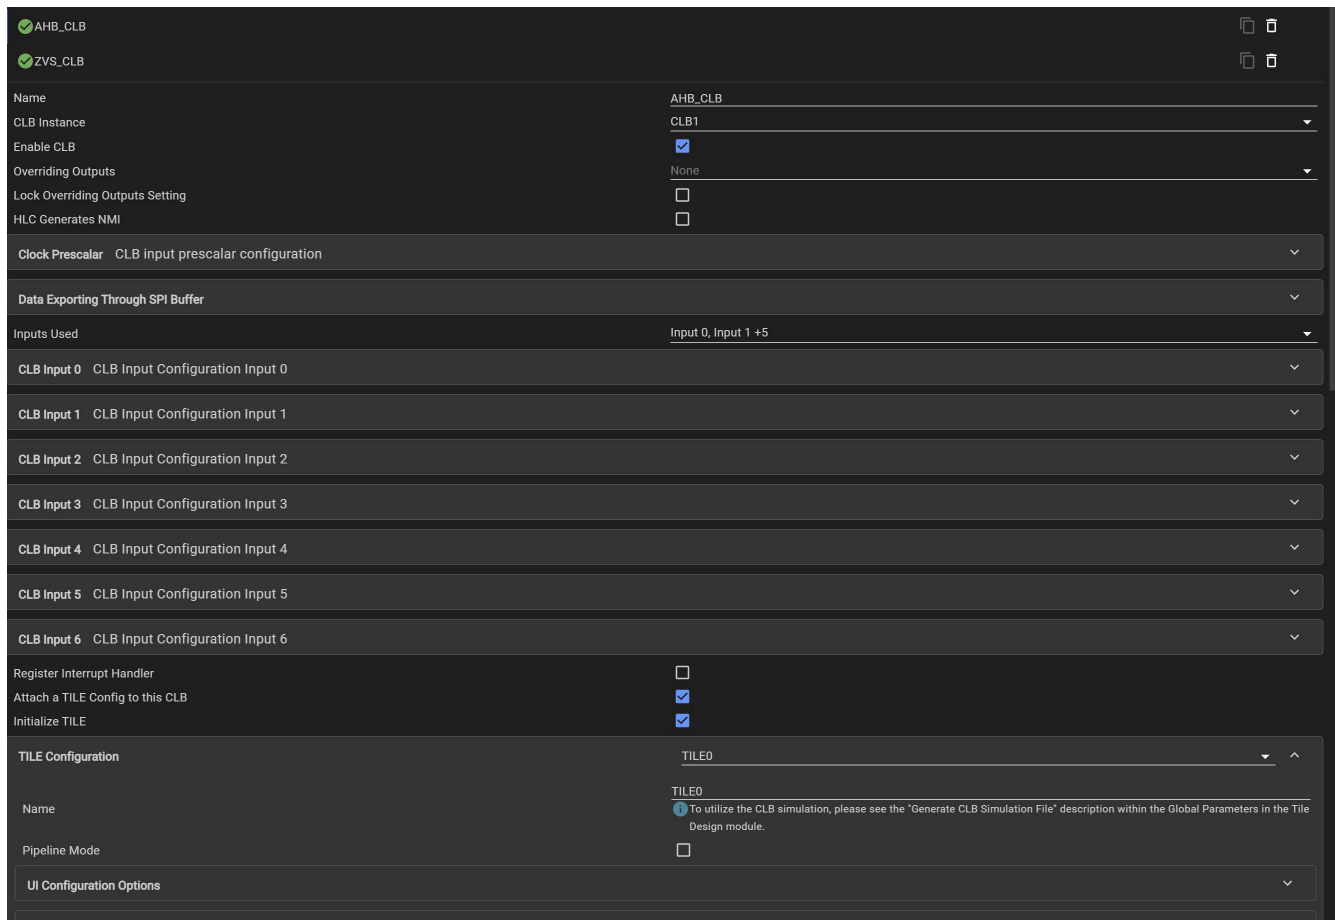 AHB_CLB
ZVS_CLB
Name AHB_CLB
CLB Instance CLB1
Enable CLB
Overriding Outputs None
Lock Overriding Outputs Setting
HLC Generates NMI
Clock Prescalar CLB input prescalar configuration
Data Exporting Through SPI Buffer
Inputs Used Input 0, Input 1 +5
CLB Input 0 CLB Input Configuration Input 0
CLB Input 1 CLB Input Configuration Input 1
CLB Input 2 CLB Input Configuration Input 2
CLB Input 3 CLB Input Configuration Input 3
CLB Input 4 CLB Input Configuration Input 4
CLB Input 5 CLB Input Configuration Input 5
CLB Input 6 CLB Input Configuration Input 6
Register Interrupt Handler
Attach a TILE Config to this CLB
Initialize TILE
TILE Configuration TILE0
TILE0
Name
To utilize the CLB simulation, please see the "Generate CLB Simulation File" description within the Global Parameters in the Tile
Design module.
Pipeline Mode
UI Configuration Options